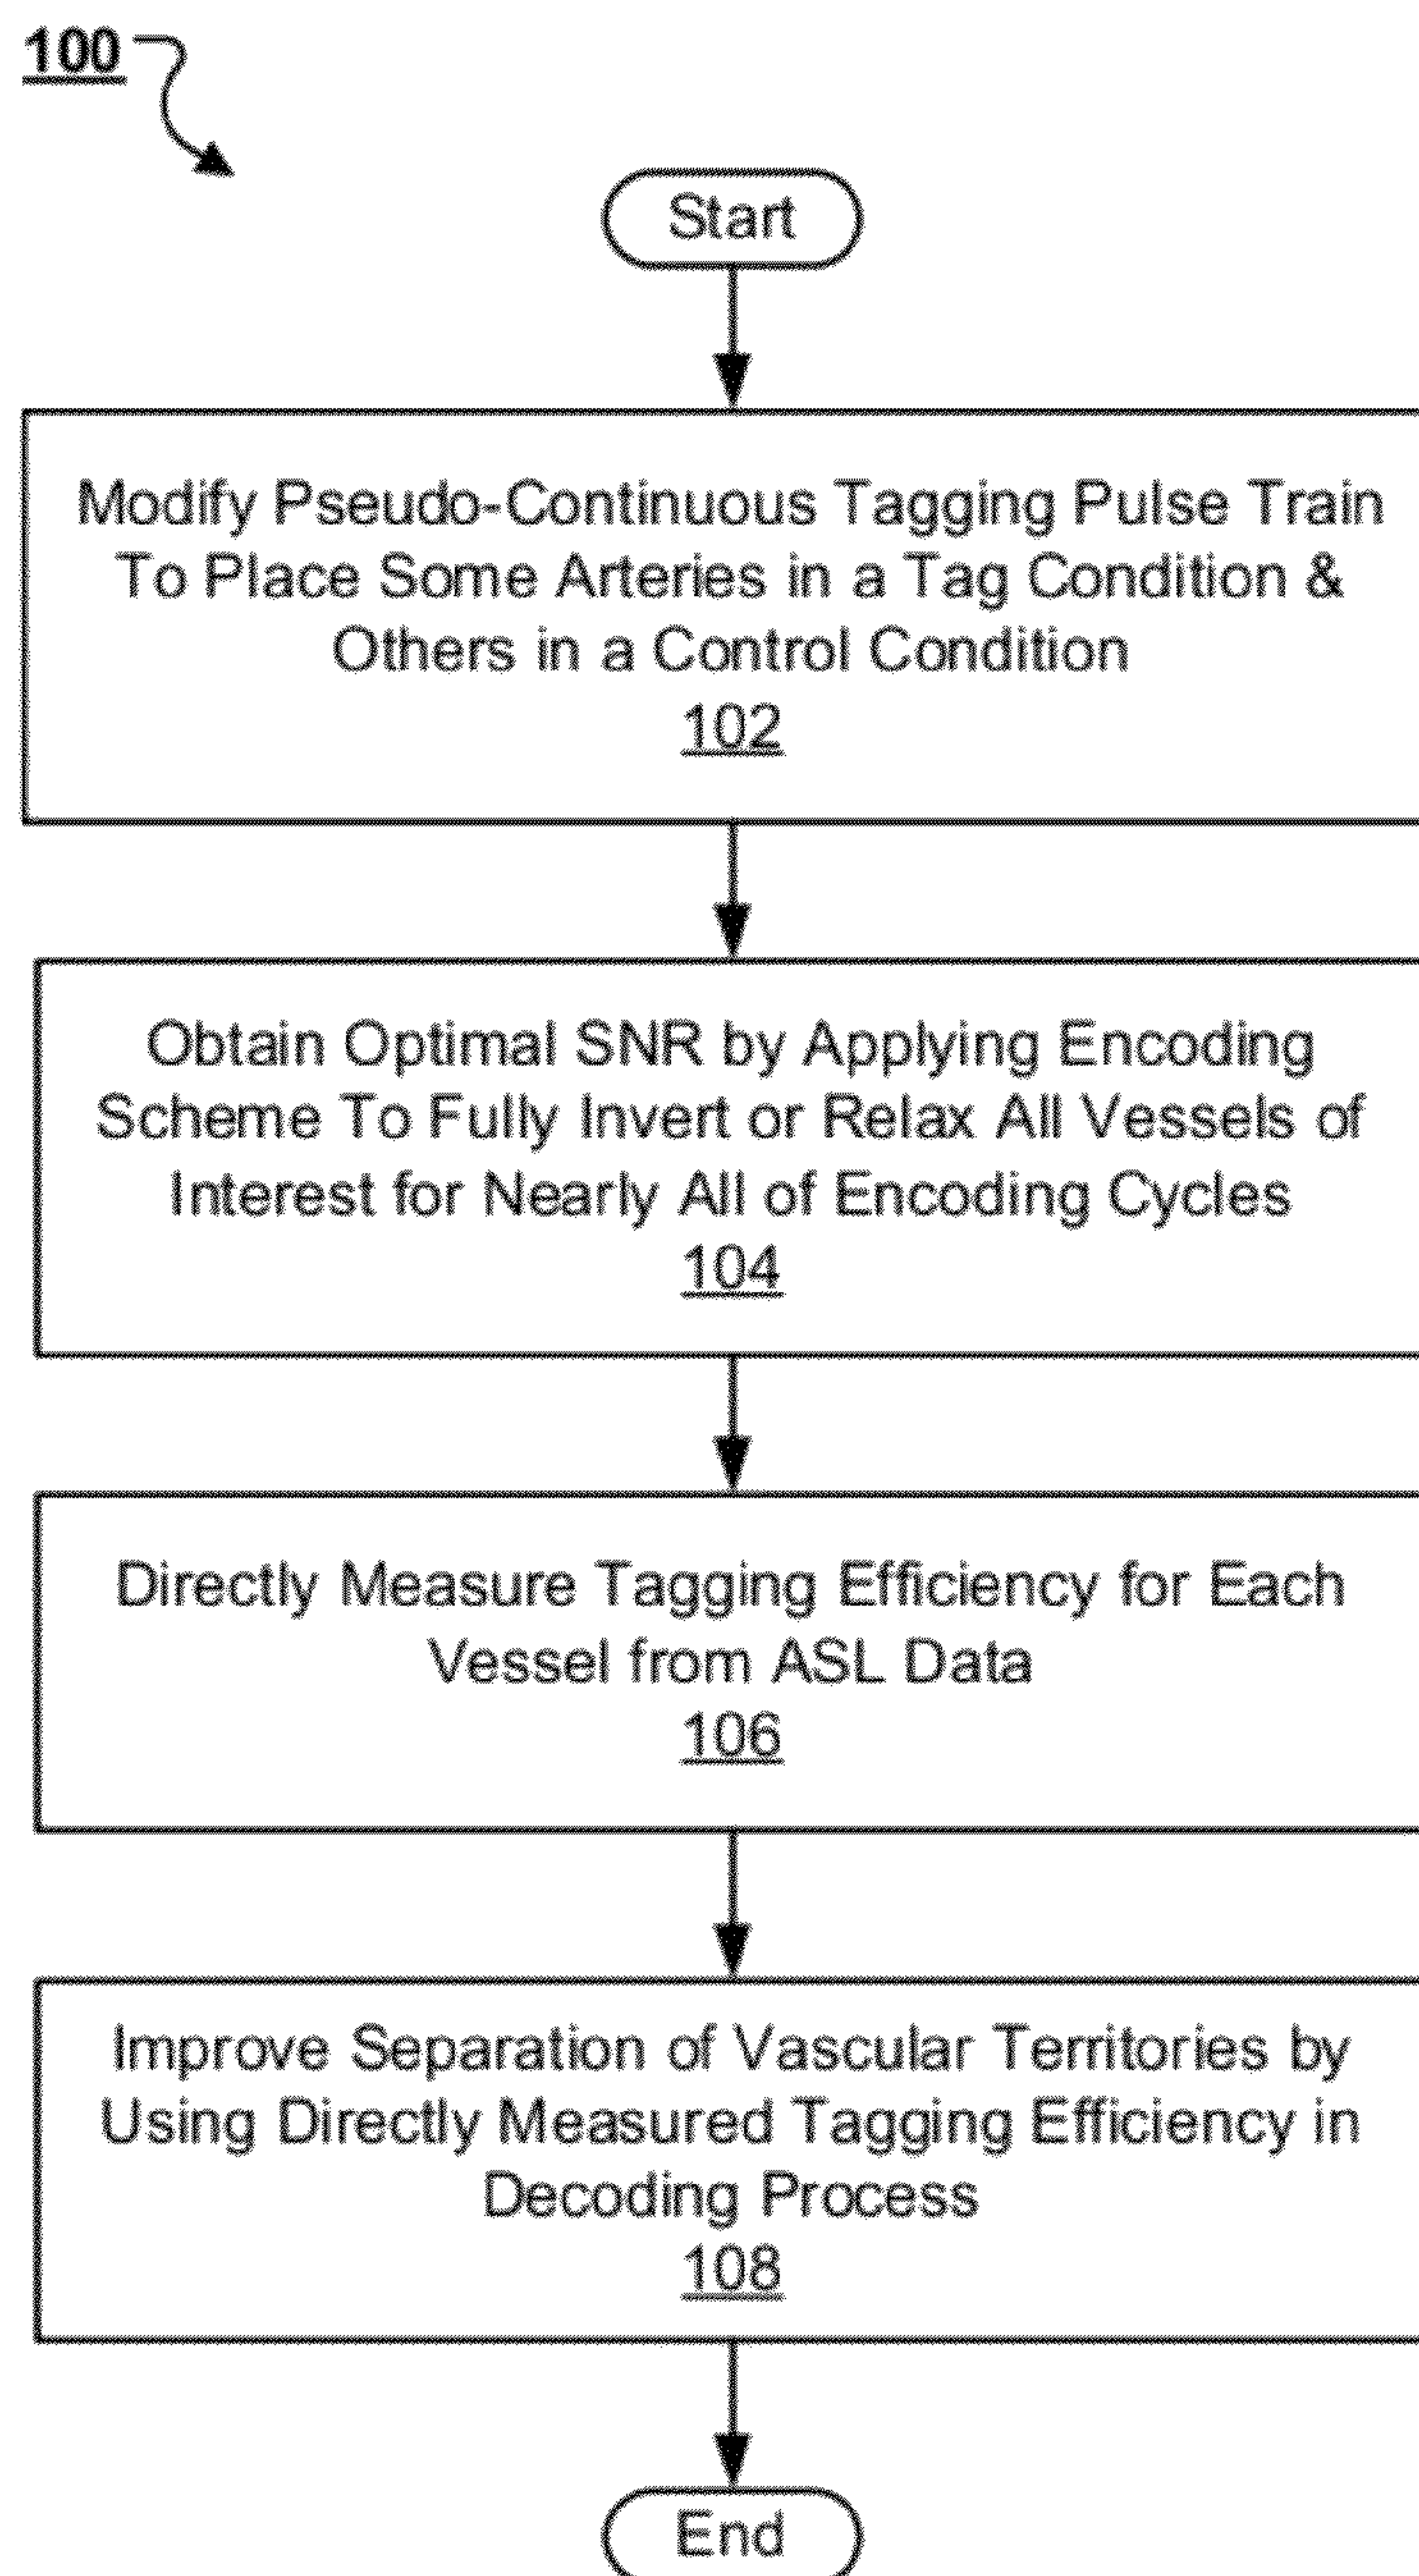 100
Start
Modify Pseudo-Continuous Tagging Pulse Train
To Place Some Arteries in a Tag Condition &
Others in a Control Condition
102
Obtain Optimal SNR by Applying Encoding
Scheme To Fully Invert or Relax All Vessels of
Interest for Nearly All of Encoding Cycles
104
Directly Measure Tagging Efficiency for Each
Vessel from ASL Data
106
Improve Separation of Vascular Territories by
Using Directly Measured Tagging Efficiency in
Decoding Process
108
End